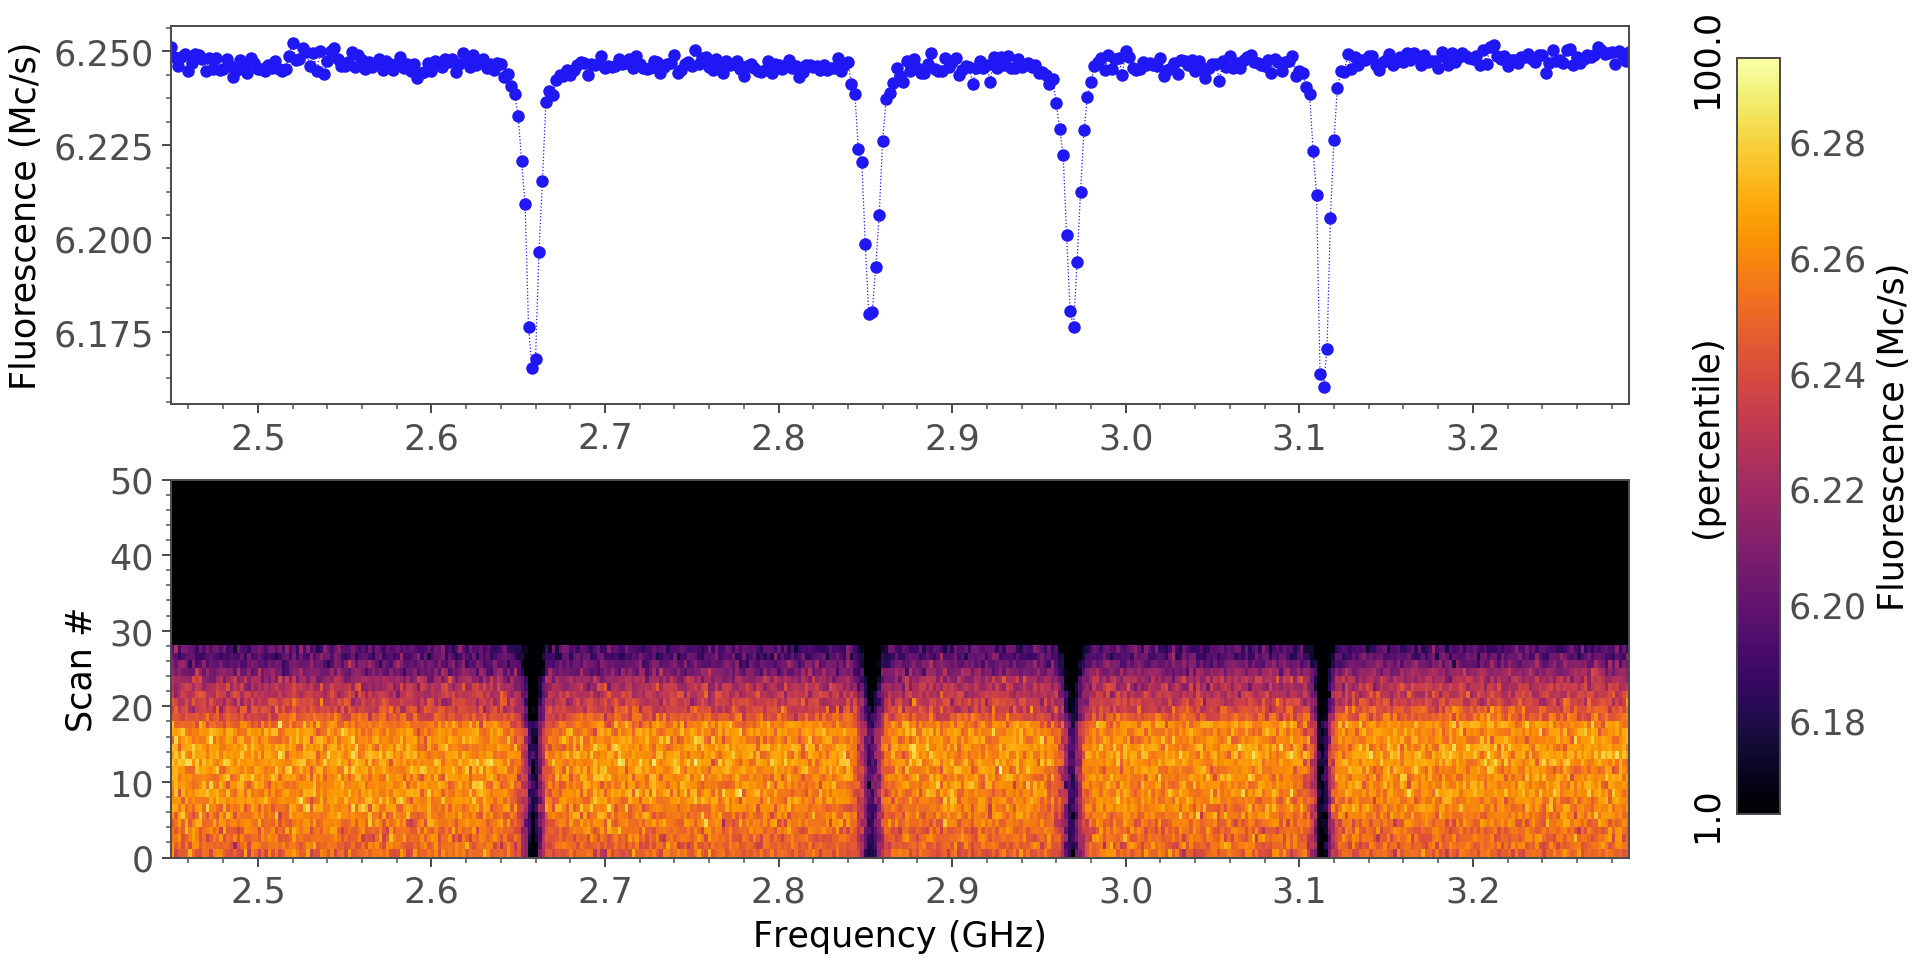 Fluorescence (Mc/s)
6.250
6.225
6.200
6.175
2.5 2.6 2.7 2.8 2.9 3.0 3.1 3.2
Scan #
50
40
30
20
10
0
2.5 2.6 2.7 2.8 2.9 3.0 3.1 3.2
Frequency (GHz)
100.0
(percentile)
1.0
6.28
6.26
6.24
6.22
6.20
6.18
Fluorescence (Mc/s)